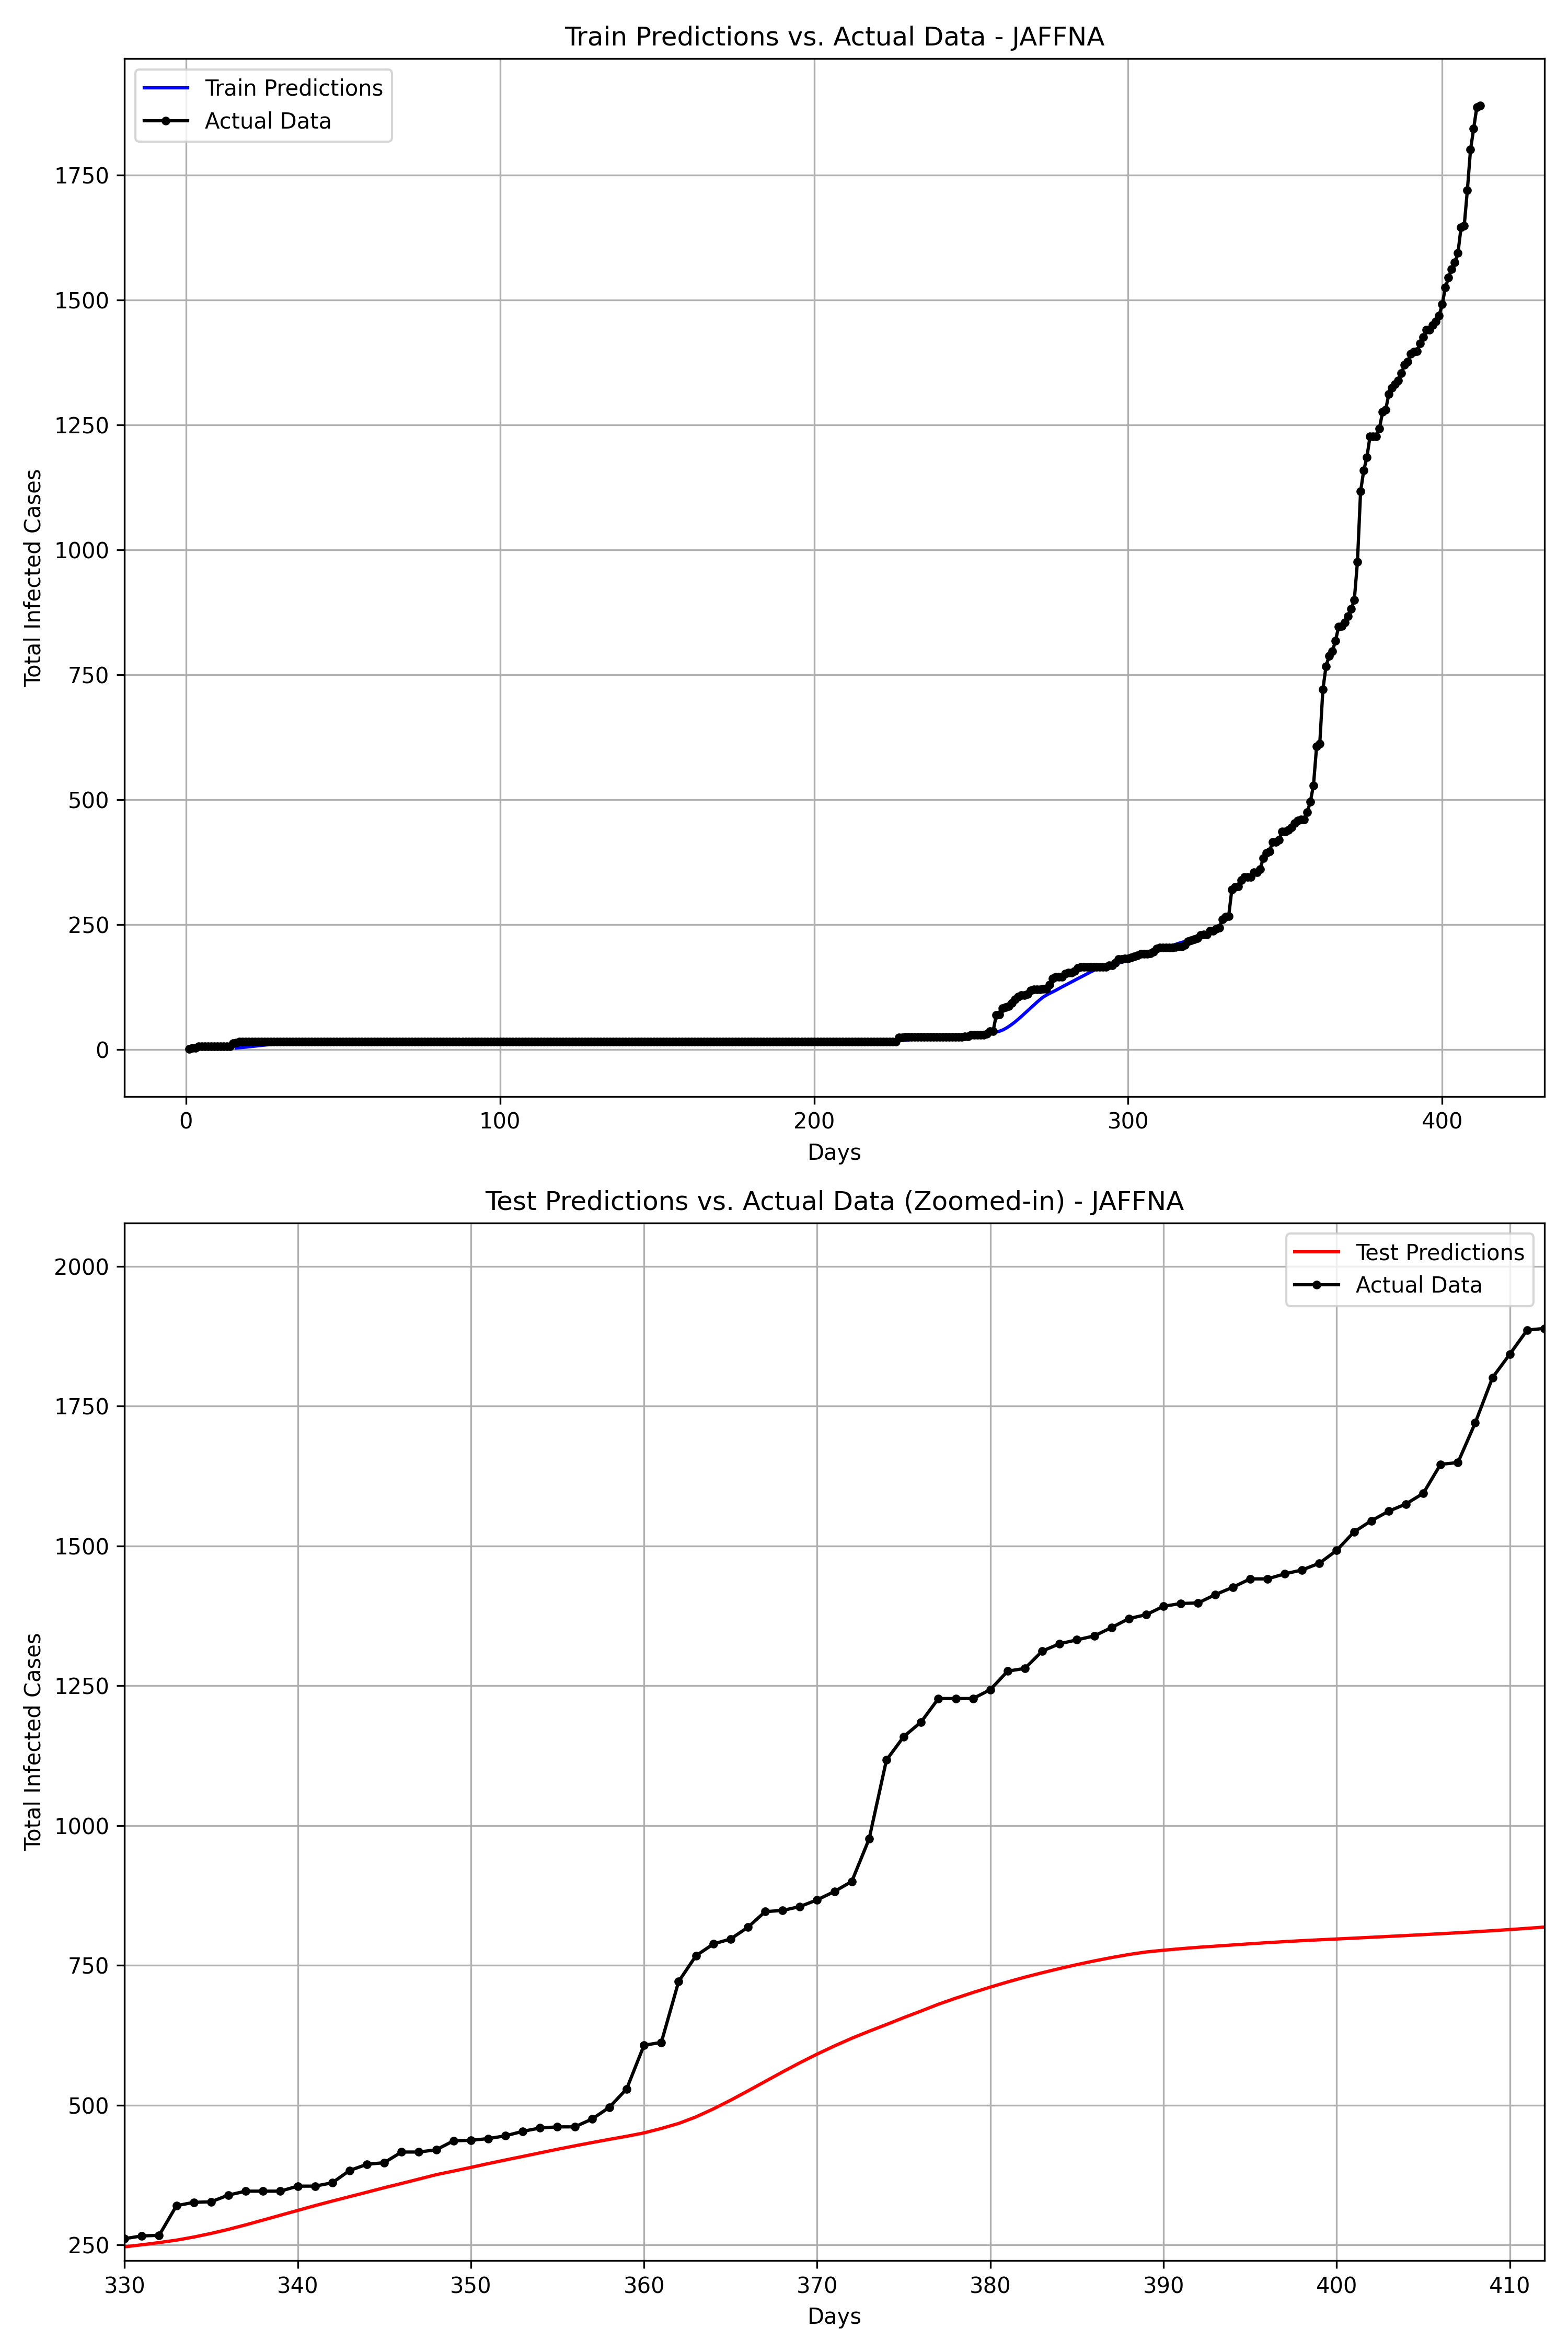 Train Predictions vs. Actual Data - JAFFNA
Train Predictions
Actual Data
1750
1500
1250
1000
750
500
250
0
Total Infected Cases
0 100 200 300 400
Days
Test Predictions vs. Actual Data (Zoomed-in) - JAFFNA
Test Predictions
Actual Data
2000
1750
1500
1250
1000
750
500
250
Total Infected Cases
330 340 350 360 370 380 390 400 410
Days